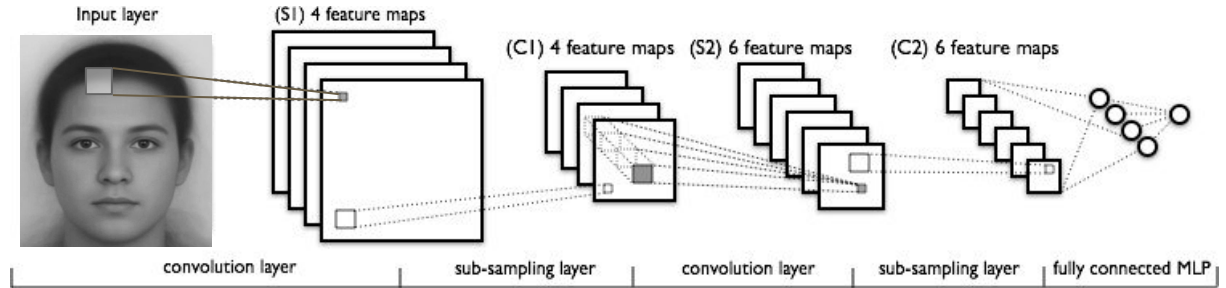 Input layer
(S1) 4 feature maps
(C1) 4 feature maps
(S2) 6 feature maps
(C2) 6 feature maps
convolution layer
sub-sampling layer
convolution layer
sub-sampling layer
fully connected MLP